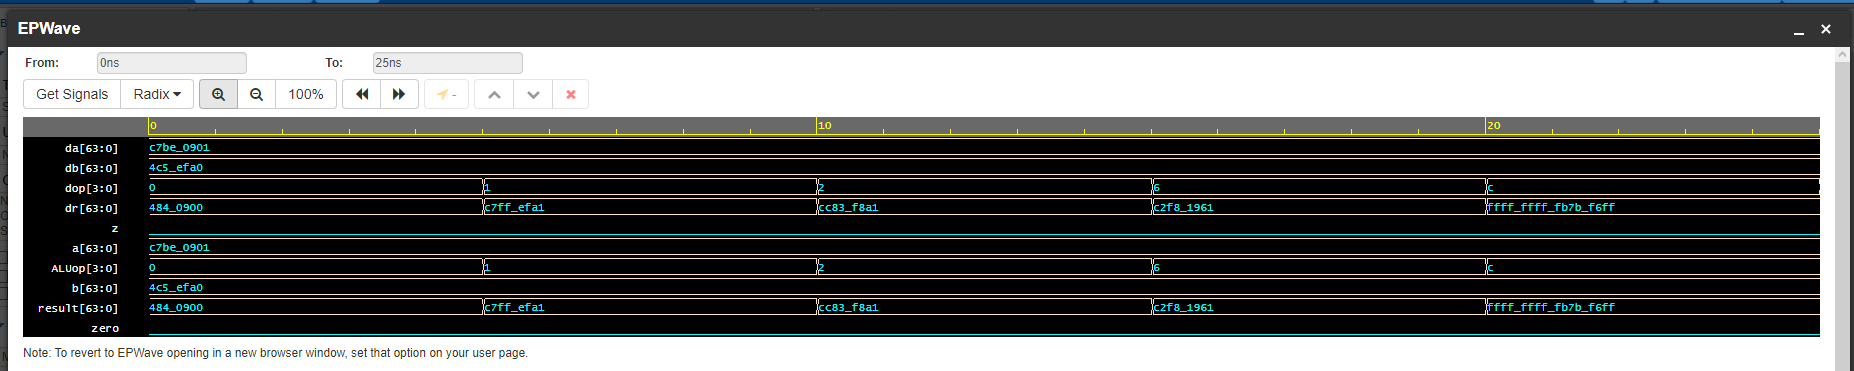 EPWave
From: 0ns To: 25ns
Get Signals Radix 100% -
0 10 20
da[63:0] c7be_0901
db[63:0] 4c5_efa0
dop[3:0] 0 1 2 6 c
dr[63:0] 484_0900 c7ff_efa1 cc83_f8a1 c2f8_1961 ffff_ffff_fb7b_f6ff
z
a[63:0] c7be_0901
ALUop[3:0] 0 1 2 6 c
b[63:0] 4c5_efa0
result[63:0] 484_0900 c7ff_efa1 cc83_f8a1 c2f8_1961 ffff_ffff_fb7b_f6ff
zero
Note: To revert to EPWave opening in a new browser window, set that option on your user page.